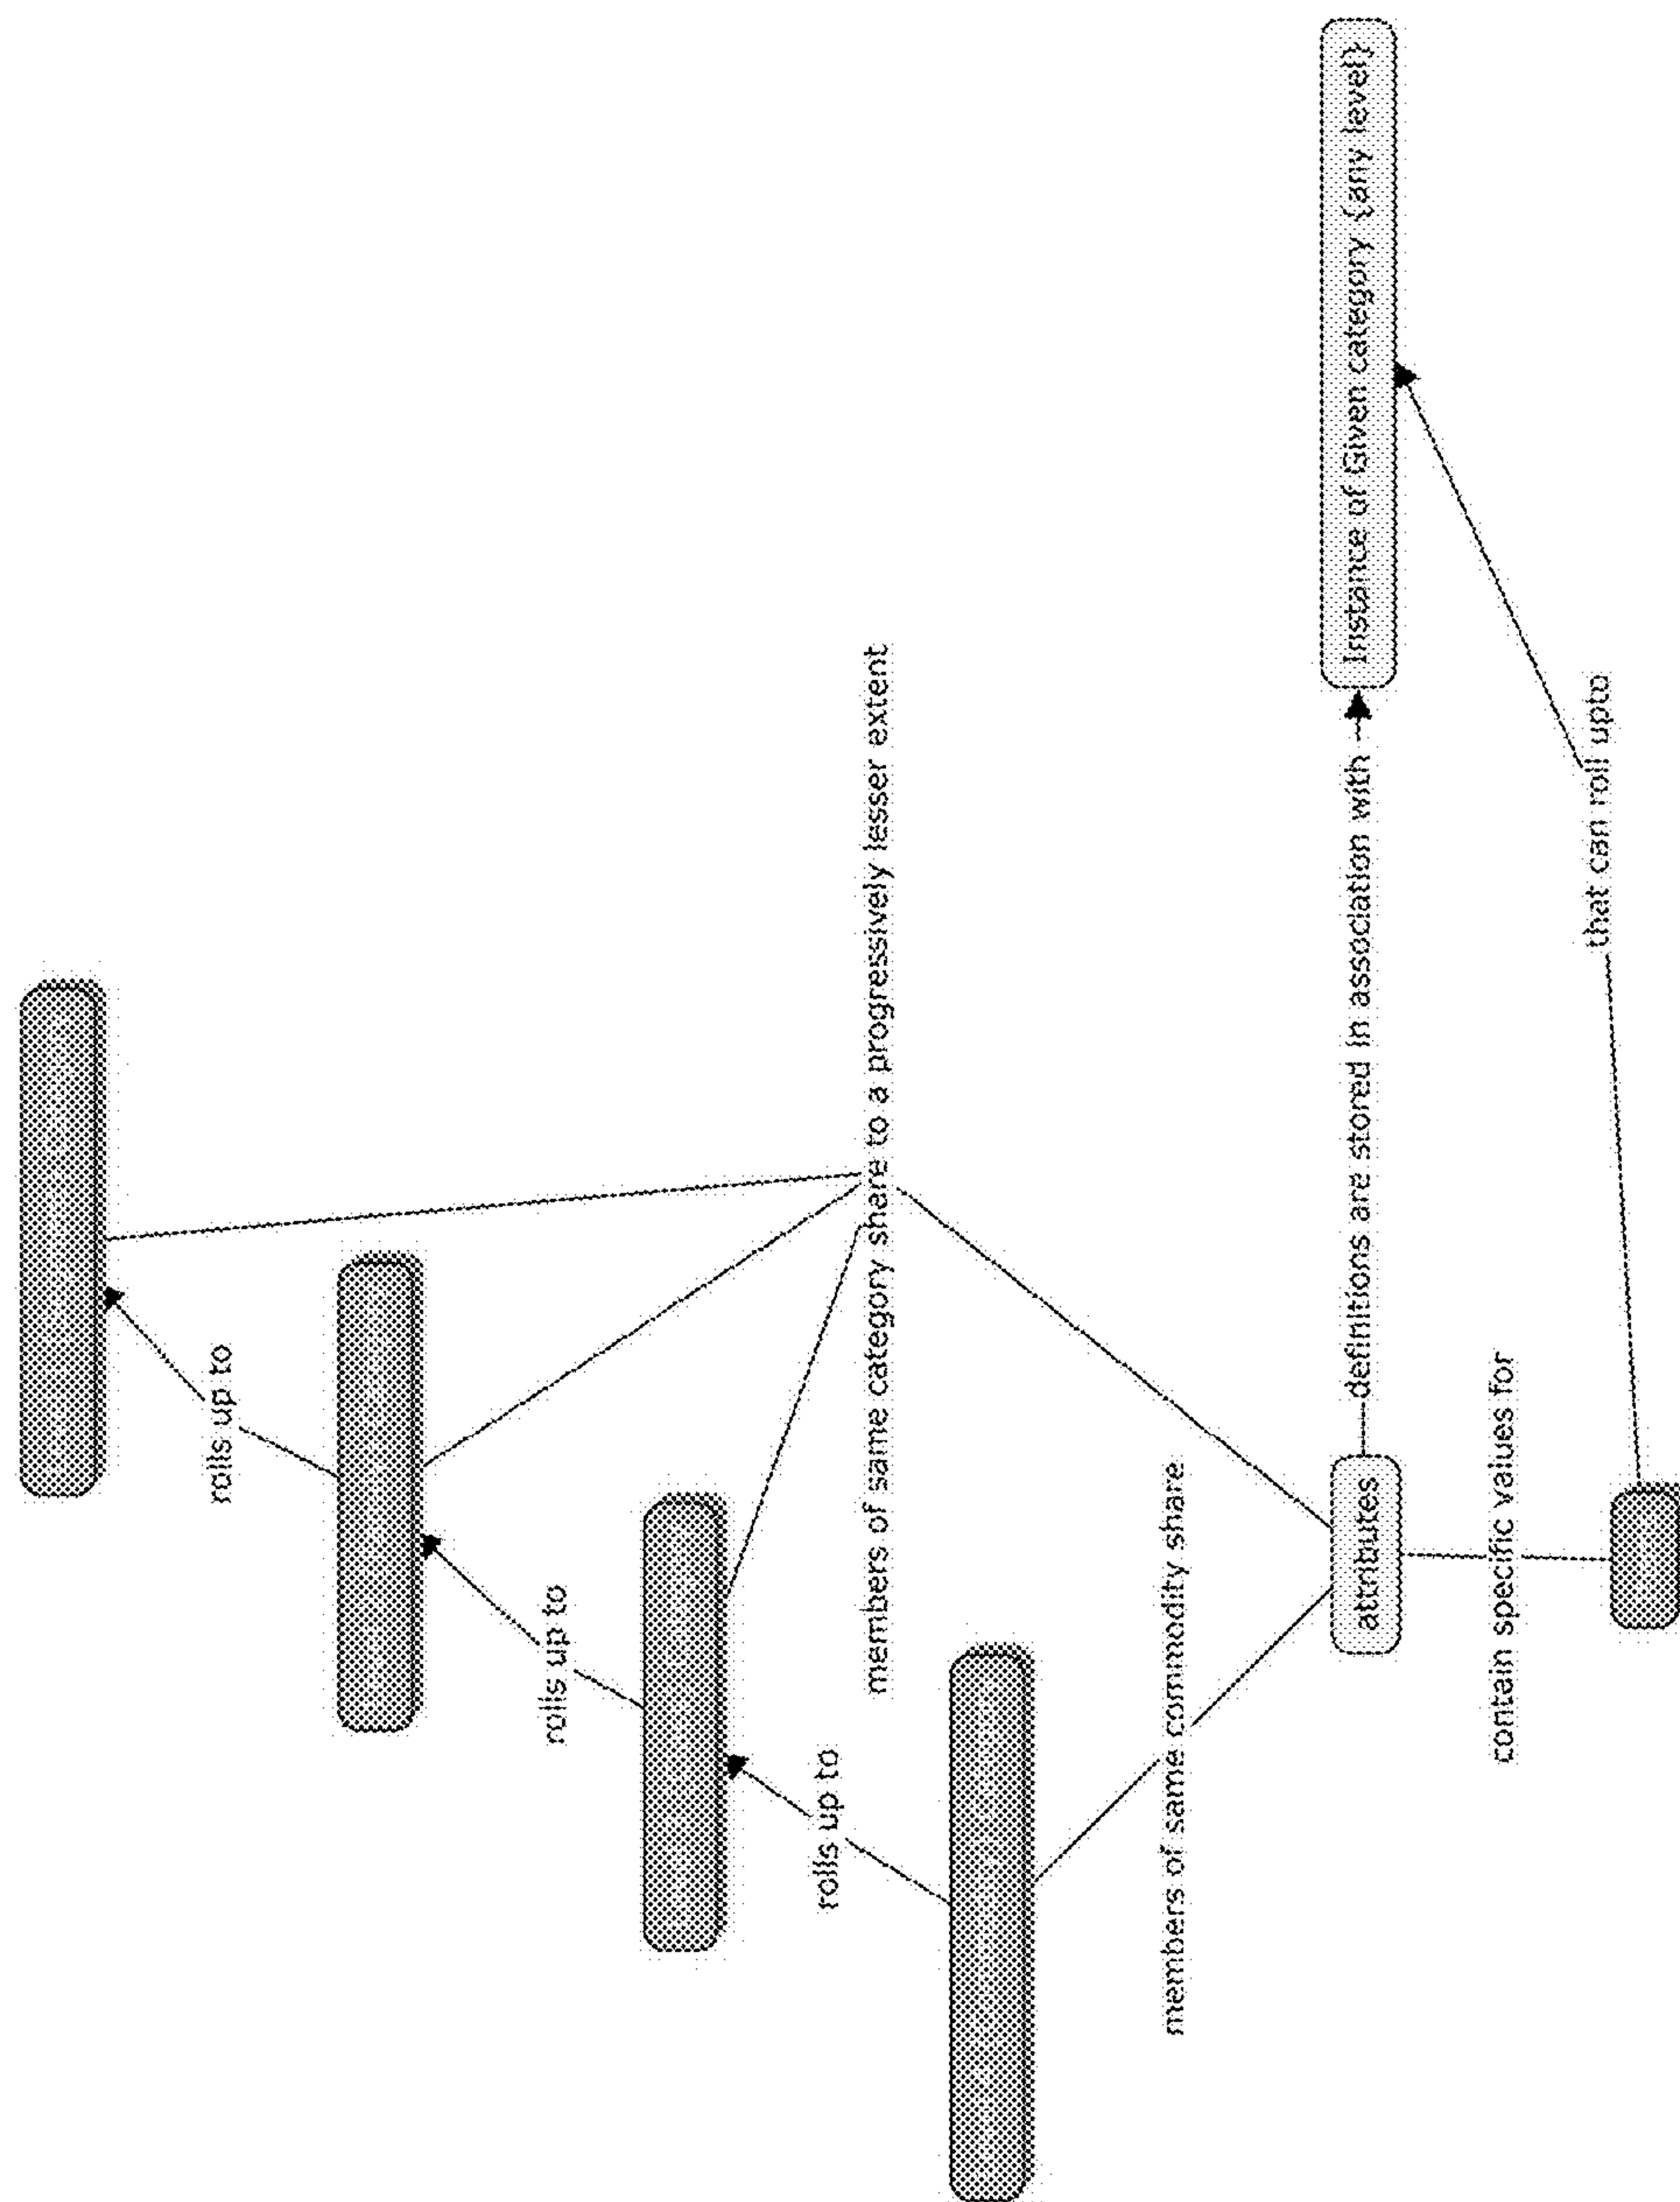 rolls up to
rolls up to
rolls up to
members of same category share to a progressively lesser extent
members of same commodity share
attributes
definitions are stored in association with
Instance of Given category (any level)
contain specific values for
that can roll upto